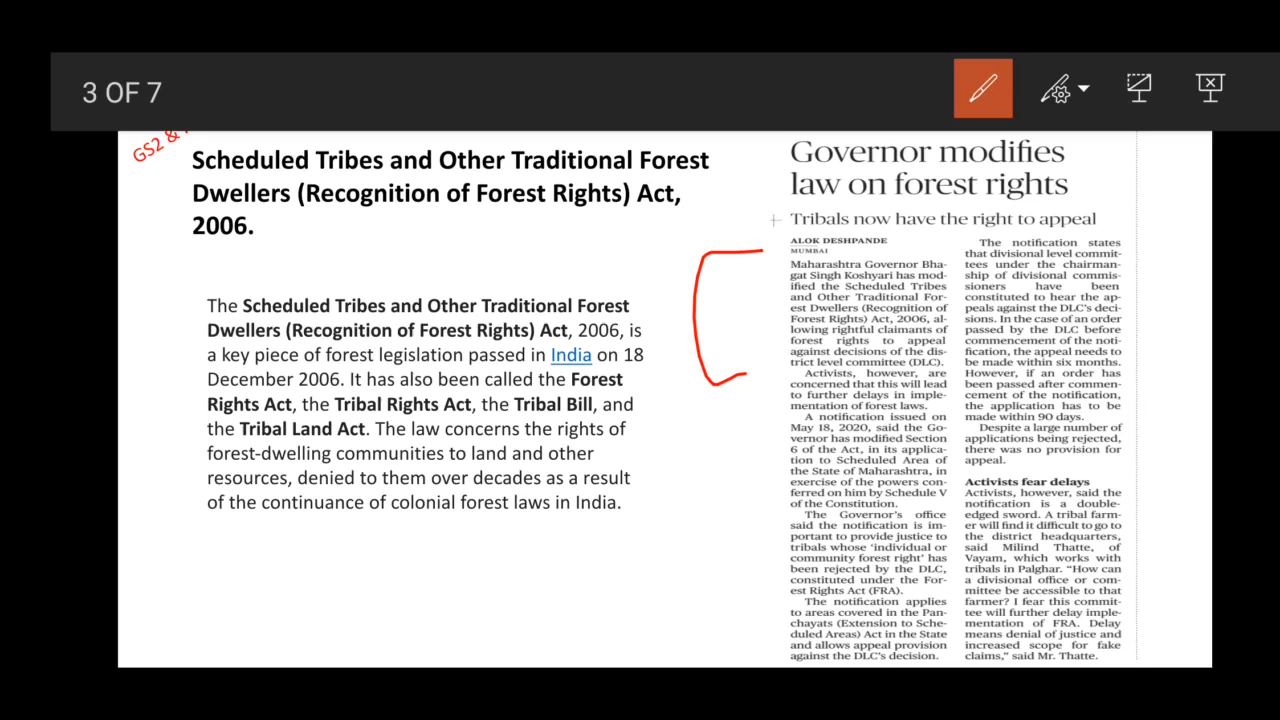 3 OF 7
GS2 &
Scheduled Tribes and Other Traditional Forest
Dwellers (Recognition of Forest Rights) Act,
2006.
The Scheduled Tribes and Other Traditional Forest
Dwellers (Recognition of Forest Rights) Act, 2006, is
a key piece of forest legislation passed in India on 18
December 2006. It has also been called the Forest
Rights Act, the Tribal Rights Act, the Tribal Bill, and
the Tribal Land Act. The law concerns the rights of
forest-dwelling communities to land and other
resources, denied to them over decades as a result
of the continuance of colonial forest laws in India.
Governor modifies
law on forest rights
Tribals now have the right to appeal
ALOK DESHPANDE
MUMBAI
Maharashtra Governor Bha-
gat Singh Koshyari has mod-
ified the Scheduled Tribes
and Other Traditional For-
est Dwellers (Recognition of
Forest Rights) Act, 2006, al-
lowing rightful claimants of
forest rights to appeal
against decisions of the dis-
trict level committee (DLC).
Activists, however, are
concerned that this will lead
to further delays in imple-
mentation of forest laws.
A notification issued on
May 18, 2020, said the Go-
vernor has modified Section
6 of the Act, in its applica-
tion to Scheduled Area of
the State of Maharashtra, in
exercise of the powers con-
ferred on him by Schedule V
of the Constitution.
The Governor's office
said the notification is im-
portant to provide justice to
tribals whose 'individual or
community forest right' has
been rejected by the DLC,
constituted under the For-
est Rights Act (FRA).
The notification applies
to areas covered in the Pan-
chayats (Extension to Sche-
duled Areas) Act in the State
and allows appeal provision
against the DLC's decision.
The notification states
that divisional level commit-
tees under the chairman-
ship of divisional commis-
sioners have been
constituted to hear the ap-
peals against the DLC's deci-
sions. In the case of an order
passed by the DLC before
commencement of the noti-
fication, the appeal needs to
be made within six months.
However, if an order has
been passed after commen-
cement of the notification,
the application has to be
made within 90 days.
Despite a large number of
applications being rejected,
there was no provision for
appeal.
Activists fear delays
Activists, however, said the
notification is a double-
edged sword. A tribal farm-
er will find it difficult to go to
the district headquarters,
said Milind Thatte, of
Vayam, which works with
tribals in Palghar. “How can
a divisional office or com-
mittee be accessible to that
farmer? I fear this commit-
tee will further delay imple-
mentation of FRA. Delay
means denial of justice and
increased scope for fake
claims,” said Mr. Thatte.